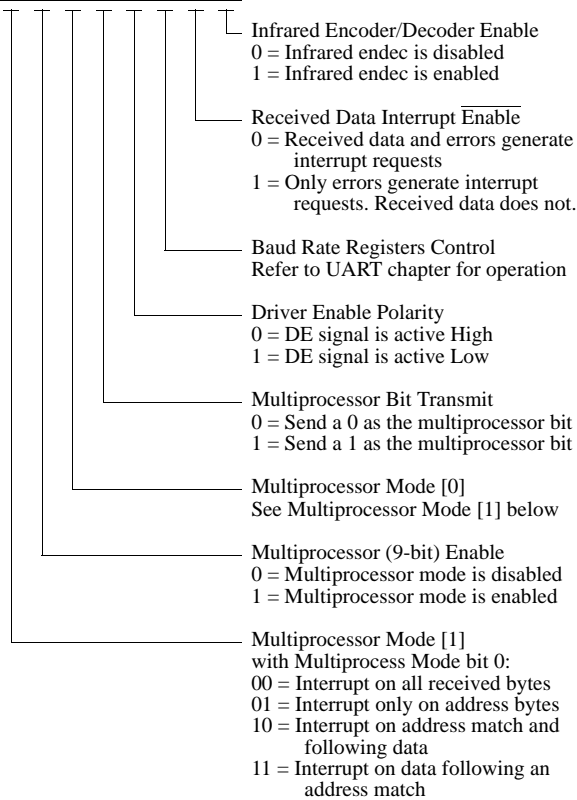 Infrared Encoder/Decoder Enable
0 = Infrared endec is disabled
1 = Infrared endec is enabled
Received Data Interrupt Enable
0 = Received data and errors generate
interrupt requests
1 = Only errors generate interrupt
requests. Received data does not.
Baud Rate Registers Control
Refer to UART chapter for operation
Driver Enable Polarity
0 = DE signal is active High
1 = DE signal is active Low
Multiprocessor Bit Transmit
0 = Send a 0 as the multiprocessor bit
1 = Send a 1 as the multiprocessor bit
Multiprocessor Mode [0]
See Multiprocessor Mode [1] below
Multiprocessor (9-bit) Enable
0 = Multiprocessor mode is disabled
1 = Multiprocessor mode is enabled
Multiprocessor Mode [1]
with Multiprocess Mode bit 0:
00 = Interrupt on all received bytes
01 = Interrupt only on address bytes
10 = Interrupt on address match and
following data
11 = Interrupt on data following an
address match